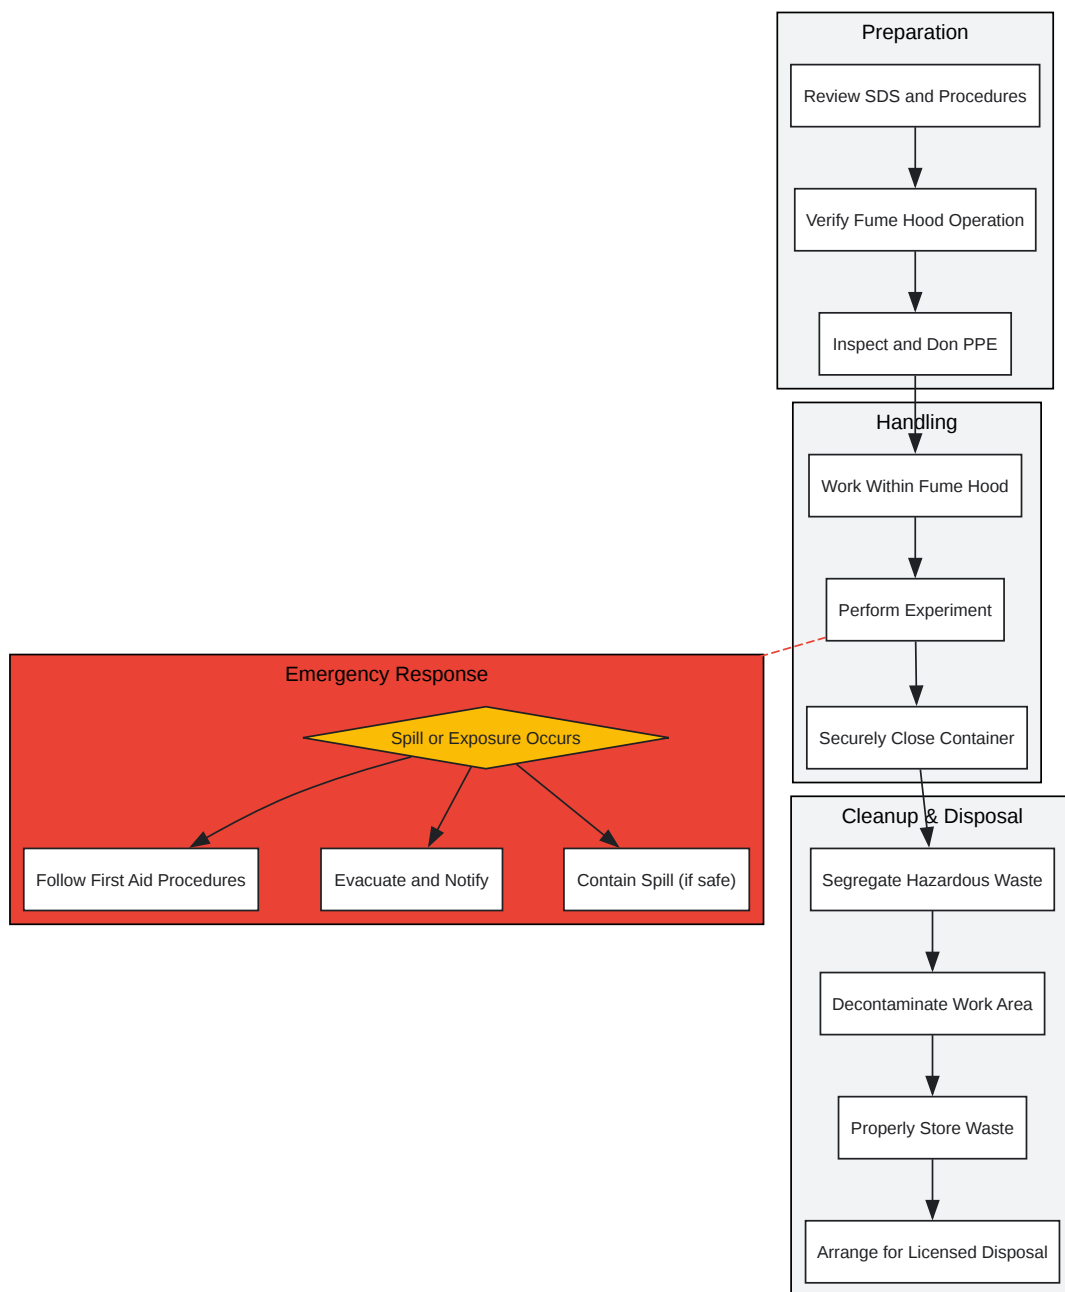 Preparation
Review SDS and Procedures
Verify Fume Hood Operation
Inspect and Don PPE
Handling
Work Within Fume Hood
Perform Experiment
Securely Close Container
Emergency Response
Spill or Exposure Occurs
Follow First Aid Procedures
Evacuate and Notify
Contain Spill (if safe)
Cleanup & Disposal
Segregate Hazardous Waste
Decontaminate Work Area
Properly Store Waste
Arrange for Licensed Disposal